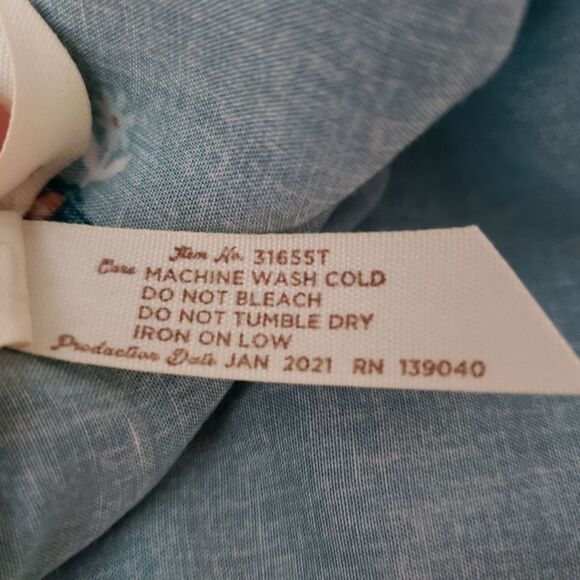 Item No. 31655T
Care MACHINE WASH COLD
DO NOT BLEACH
DO NOT TUMBLE DRY
IRON ON LOW
Production Date JAN 2021 RN 139040